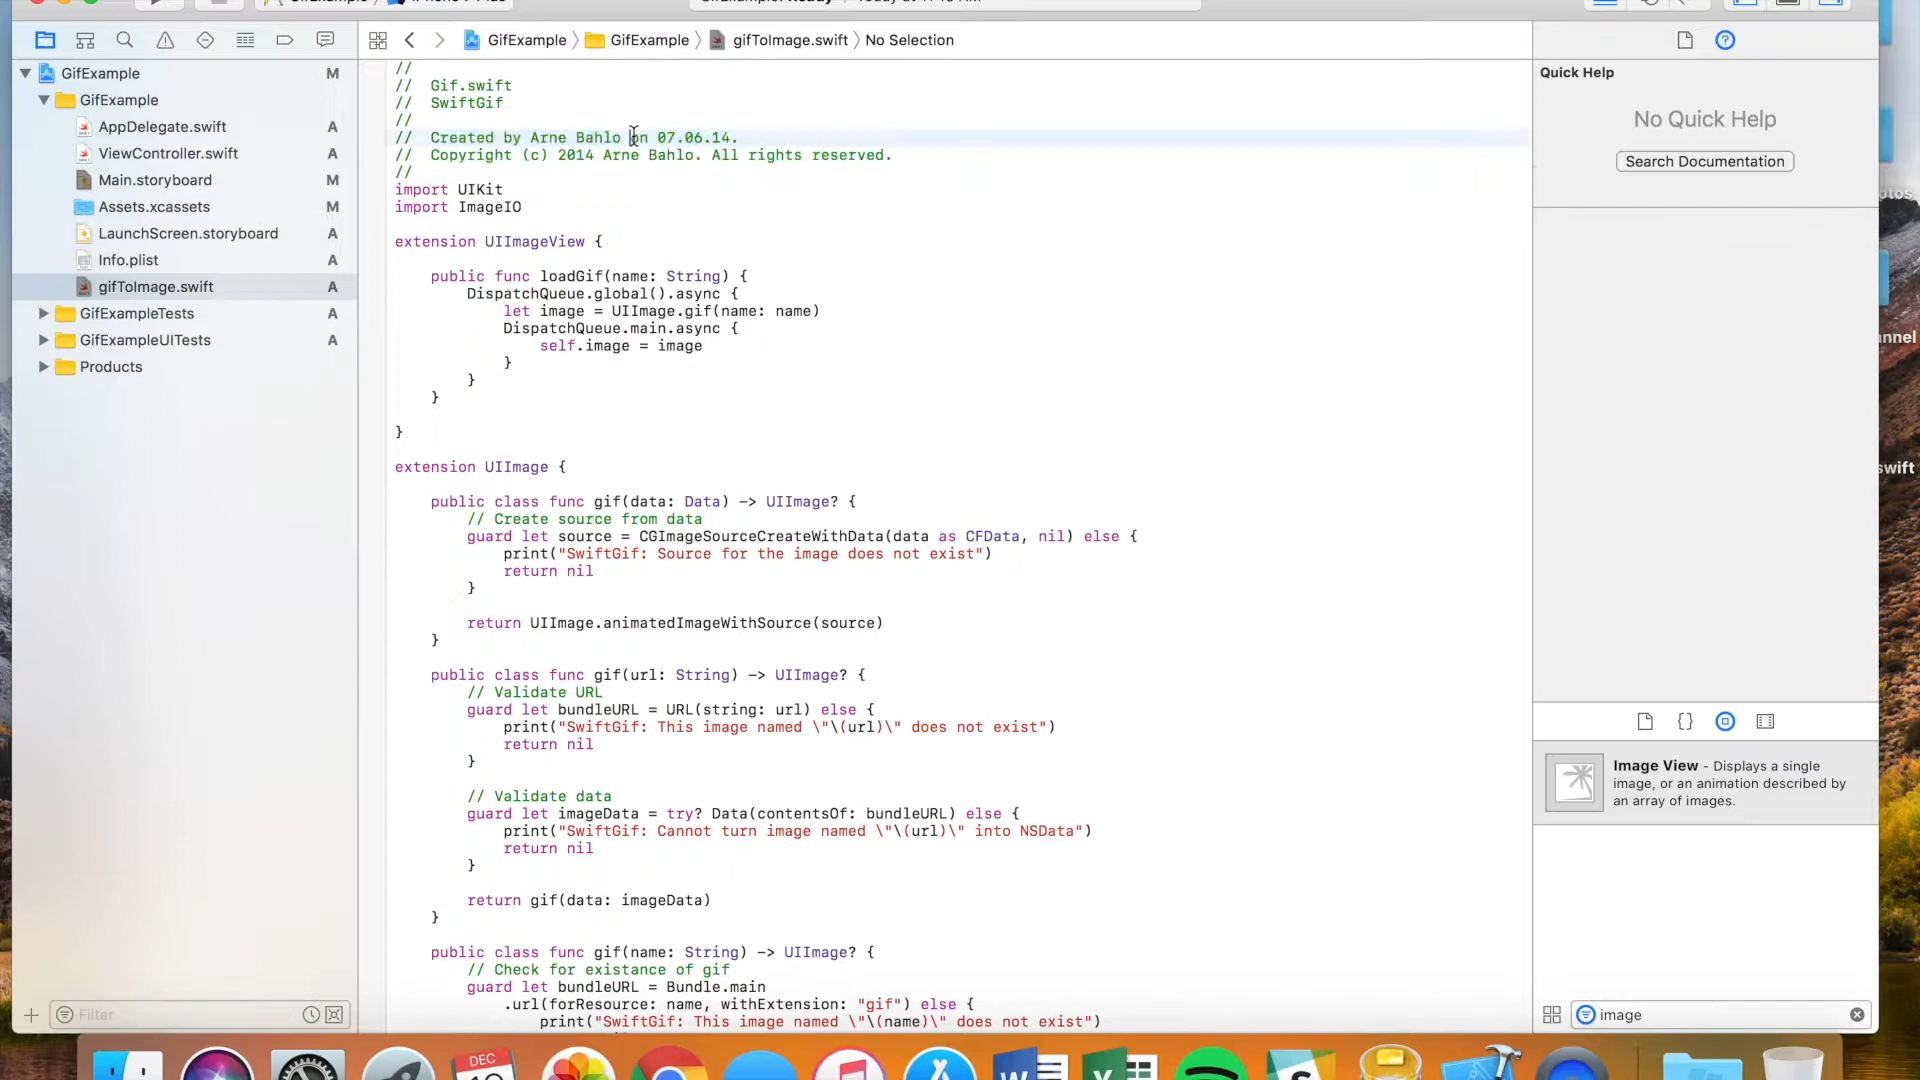 GifExample
GifExample
AppDelegate.swift
ViewController.swift
Main.storyboard
Assets.xcassets
LaunchScreen.storyboard
Info.plist
gifToImage.swift
GifExampleTests
GifExampleUITests
Products
M
A
A
M
M
A
A
A
A
A
Filter
GifExample
GifExample
gifToImage.swift
No Selection
//
//  Gif.swift
//  SwiftGif
//
//  Created by Arne Bahlo on 07.06.14.
//  Copyright (c) 2014 Arne Bahlo. All rights reserved.
//
import UIKit
import ImageIO
extension UIImageView {
public func loadGif(name: String) {
DispatchQueue.global().async {
let image = UIImage.gif(name: name)
DispatchQueue.main.async {
self.image = image
}
}
}
}
extension UIImage {
public class func gif(data: Data) -> UIImage? {
// Create source from data
guard let source = CGImageSourceCreateWithData(data as CFData, nil) else {
print("SwiftGif: Source for the image does not exist")
return nil
}
return UIImage.animatedImageWithSource(source)
}
public class func gif(url: String) -> UIImage? {
// Validate URL
guard let bundleURL = URL(string: url) else {
print("SwiftGif: This image named \"\(url)\" does not exist")
return nil
}
// Validate data
guard let imageData = try? Data(contentsOf: bundleURL) else {
print("SwiftGif: Cannot turn image named \"\(url)\" into NSData")
return nil
}
return gif(data: imageData)
}
public class func gif(name: String) -> UIImage? {
// Check for existance of gif
guard let bundleURL = Bundle.main
.url(forResource: name, withExtension: "gif") else {
print("SwiftGif: This image named \"\(name)\" does not exist")
Quick Help
No Quick Help
Search Documentation
Image View - Displays a single
image, or an animation described by
an array of images.
image
swift
DEC